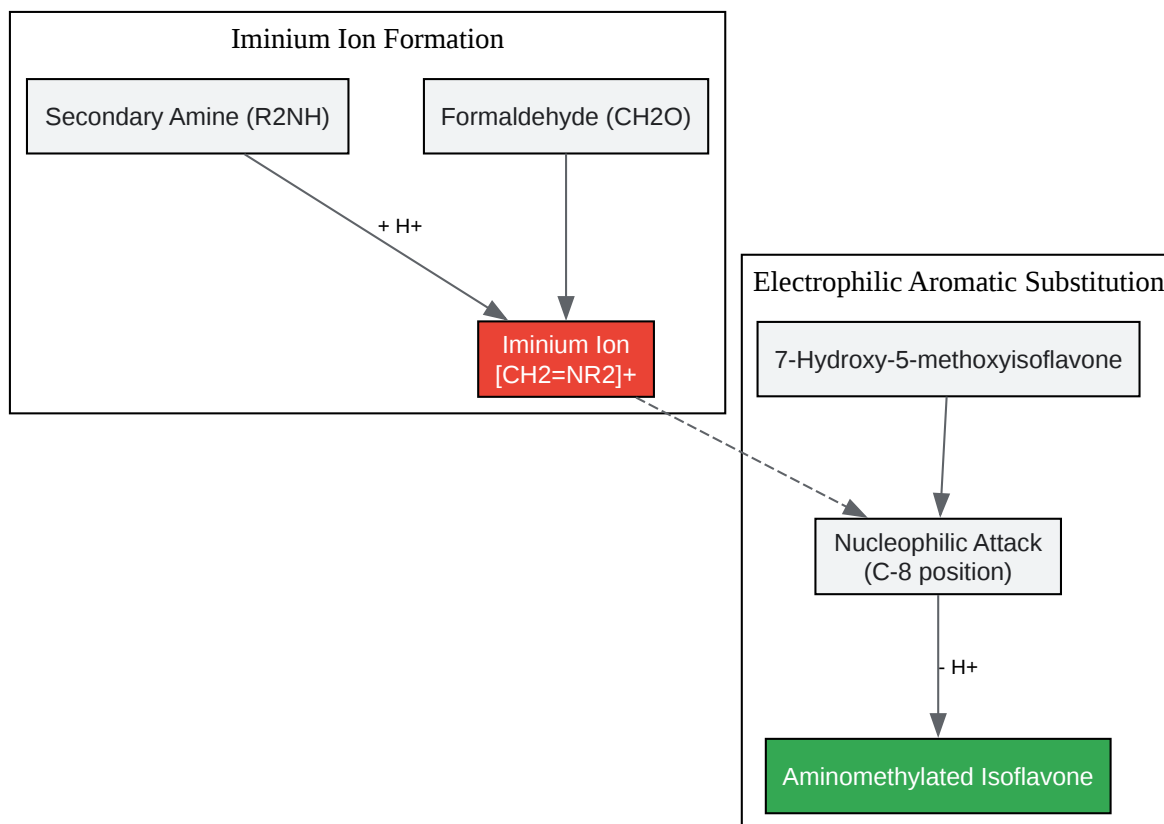 Iminium Ion Formation
Secondary Amine (R2NH)
Formaldehyde (CH2O)
+ H+
Iminium Ion
[CH2=NR2]+
Electrophilic Aromatic Substitution
7-Hydroxy-5-methoxyisoflavone
Nucleophilic Attack
(C-8 position)
- H+
Aminomethylated Isoflavone